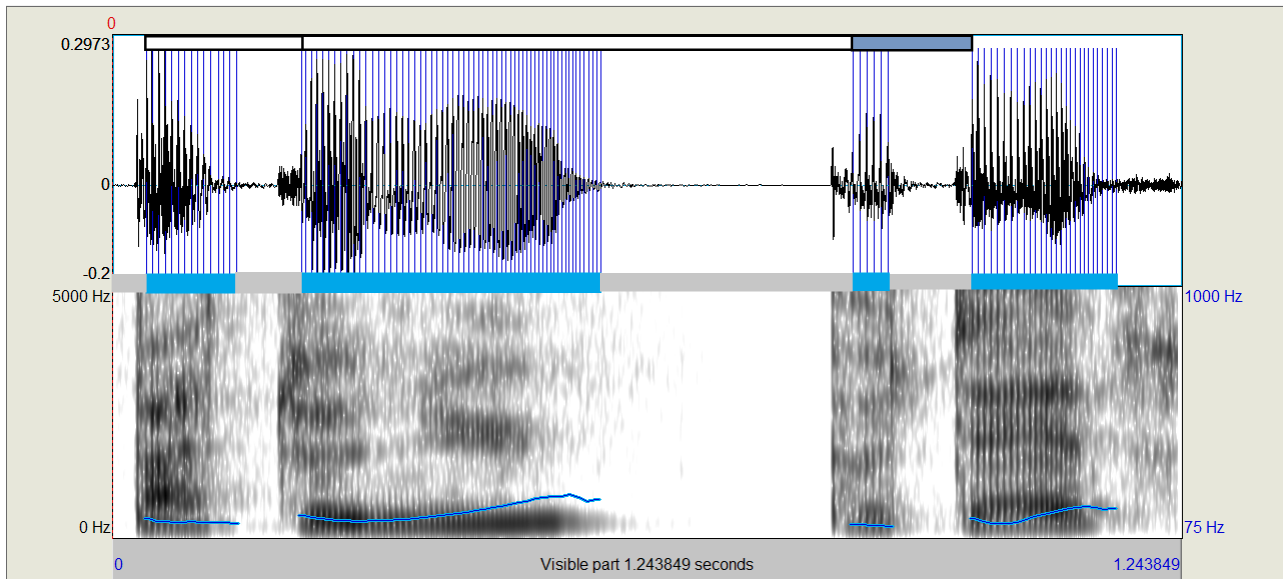 0
0.2973
0
-0.2
5000 Hz 1000 Hz
0 Hz 75 Hz
0 Visible part 1.243849 seconds 1.243849